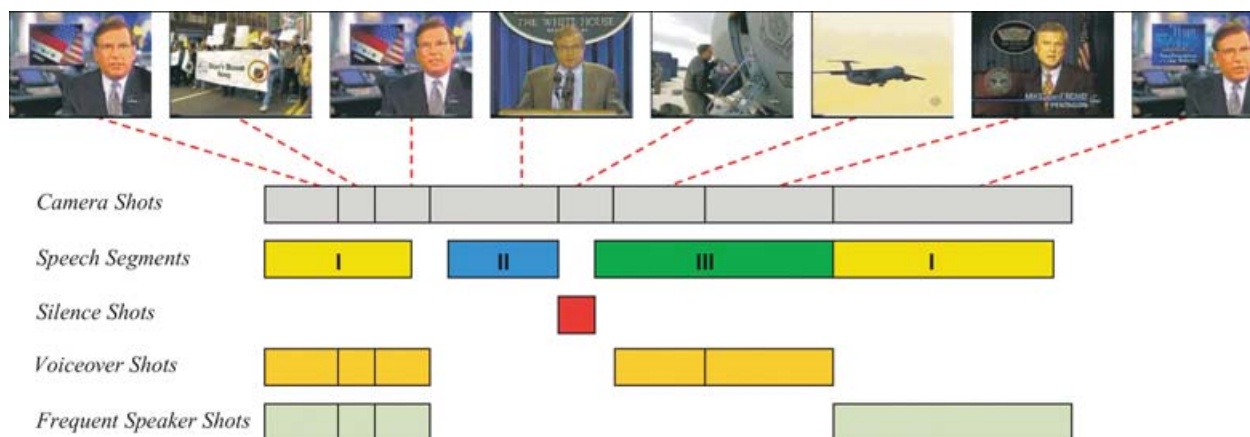 THE WHITE HOUSE
PENTAGON
Camera Shots
Speech Segments
I
II
III
I
Silence Shots
Voiceover Shots
Frequent Speaker Shots